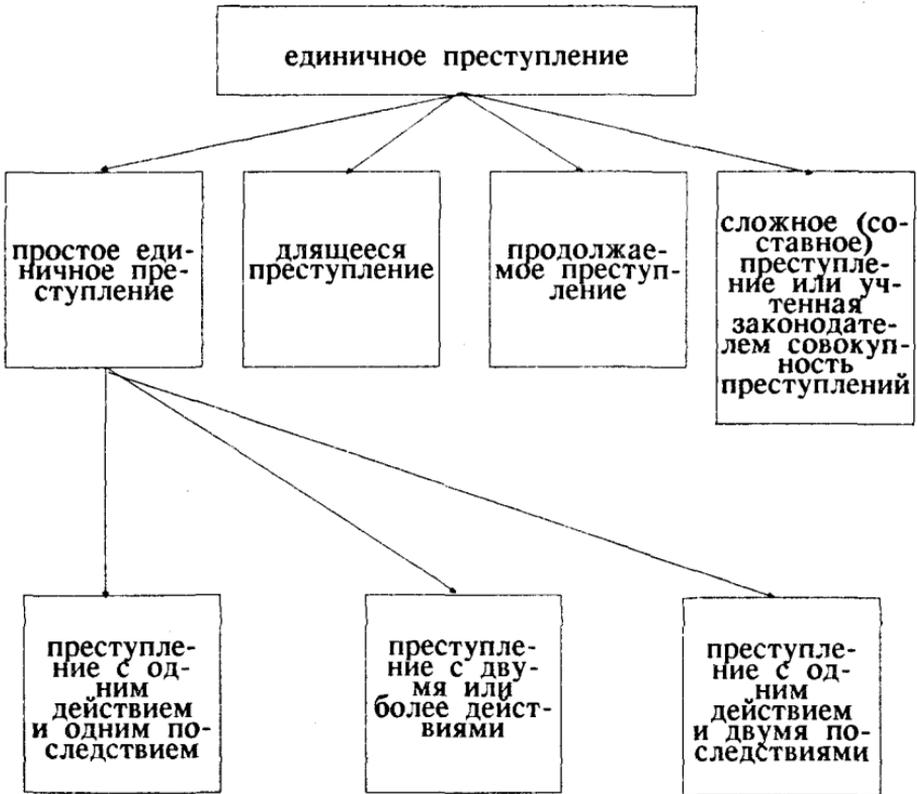 единичное преступление
простое еди-
ничное пре-
ступление
длящееся
преступление
продолжае-
мое преступ-
ление
сложное (со-
ставное)
преступле-
ние или уч-
тенная
законодате-
лем совокуп-
ность
преступлений
преступле-
ние с од-
ним
действием
и одним по-
следствием
преступле-
ние с дву-
мя или
более дейст-
виями
преступле-
ние с од-
ним
действием
и двумя по-
следствиями